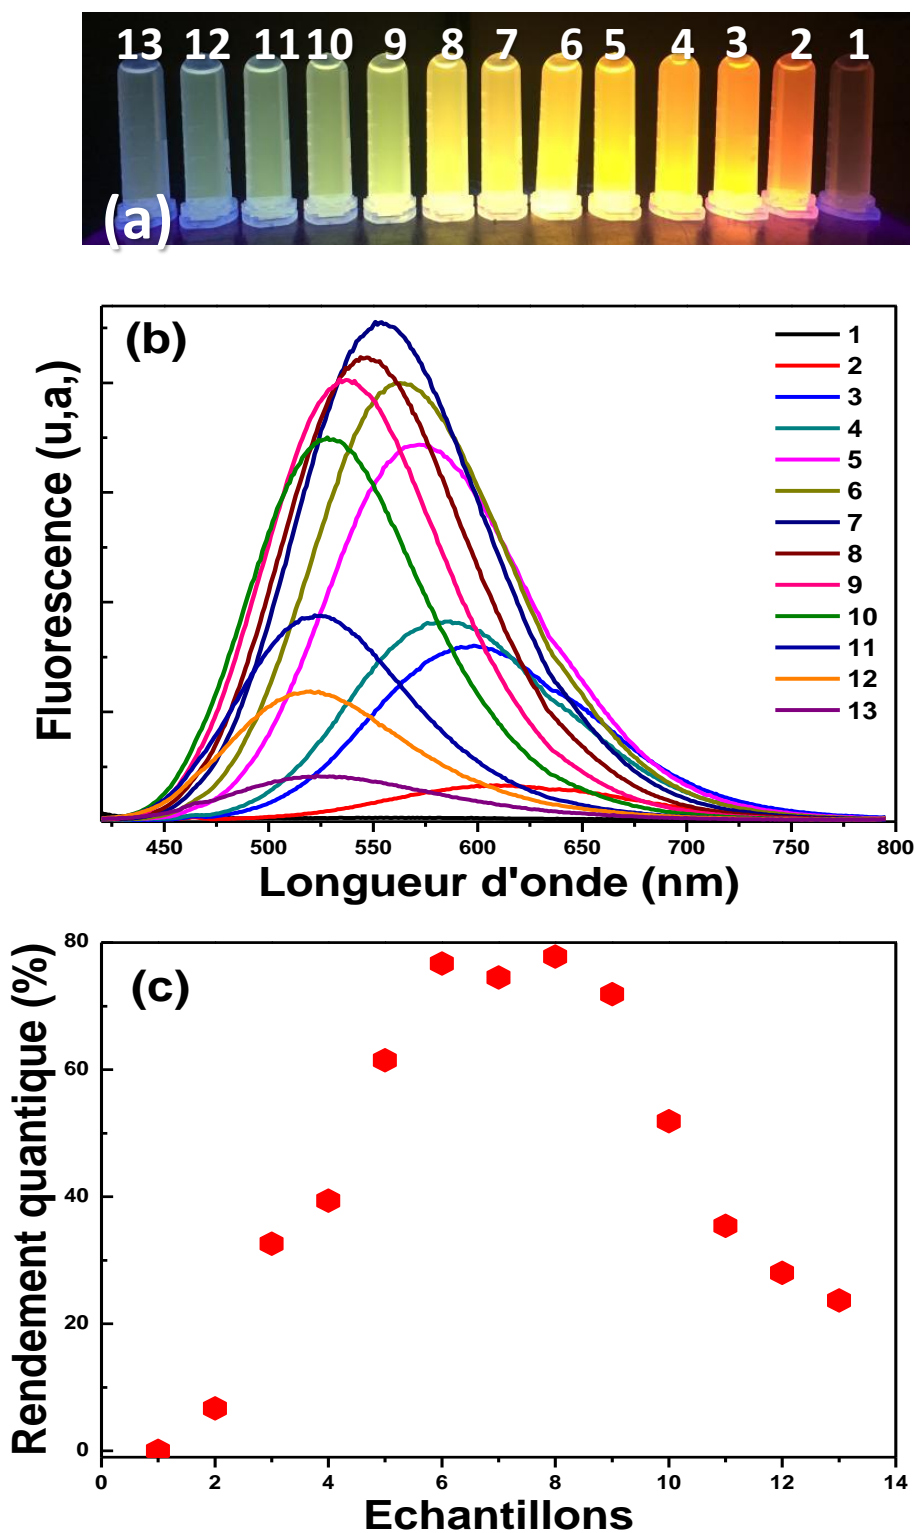 13 12 11 10 9 8 7 6 5 4 3 2 1
(a)
(b)
1
2
3
4
5
6
7
8
9
10
11
12
13
Fluorescence (u,a,)
450 500 550 600 650 700 750 800
Longueur d'onde (nm)
(c)
80
60
40
20
0
Rendement quantique (%)
0 2 4 6 8 10 12 14
Echantillons